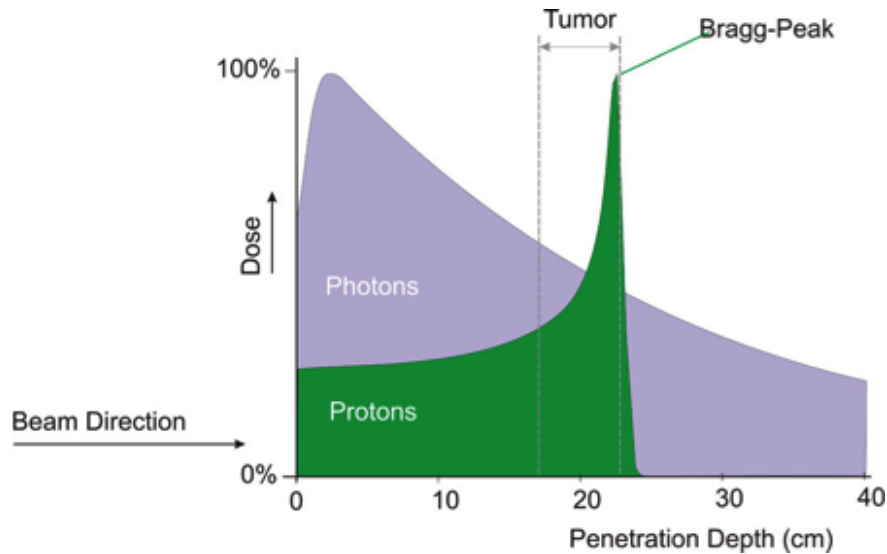 Tumor
Bragg-Peak
100%
Dose
Photons
Protons
Beam Direction
0%
0 10 20 30 40
Penetration Depth (cm)